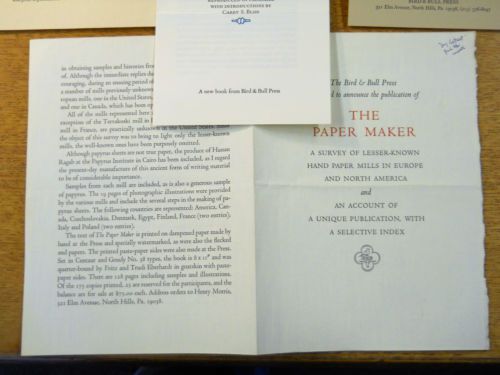 WITH INTRODUCTIONS BY
CAREY S. BLISS
A new book from Bird & Bull Press
BIRD & BULL PRESS
521 Elm Avenue, North Hills, Pa. 19038, (215)
in obtaining samples and histories from
of. Although the immediate replies
a number of mills previously unknown
repeat mills, one in the United States,
and one in Canada, which has been
All of the mills represented here
exception of the Tervakoski mill in
mill in France, are practically unknown in the United States. Since
the object of this survey was to bring to light only the lesser-known
mills, the well-known ones have been purposely omitted.
Although papyrus sheets are not true paper, the produce of Hassan
Ragab at the Papyrus Institute in Cairo has been included, as I regard
the present-day manufacture of this ancient form of writing material
to be of considerable importance.
Samples from each mill are included, as is also a generous sample
of papyrus. The 19 pages of photographic illustrations were provided
by the various mills and include the several steps in the making of pa-
pyrus sheets. The following countries are represented: America, Can-
ada, Czechoslovakia, Denmark, Egypt, Finland, France (two entries),
Italy and Poland (two entries).
The text of The Paper Maker is printed on dampened paper made by
hand at the Press and specially watermarked, as were also the flecked
end papers. The printed paste-paper sides were also made at the Press.
Set in Centaur and Goudy No. 38 types, the book is 8 x 10" and was
quarter-bound by Fritz and Trudi Eberhardt in goatskin with paste-
paper sides. There are 128 pages including samples and illustrations.
Of the 175 copies printed, 25 are reserved for the participants, and the
balance are for sale at $75.00 each. Address orders to Henry Morris,
521 Elm Avenue, North Hills, Pa. 19038.
The Bird & Bull Press
to announce the publication of
THE
PAPER MAKER
A SURVEY OF LESSER-KNOWN
HAND PAPER MILLS IN EUROPE
AND NORTH AMERICA
and
AN ACCOUNT OF
A UNIQUE PUBLICATION, WITH
A SELECTIVE INDEX